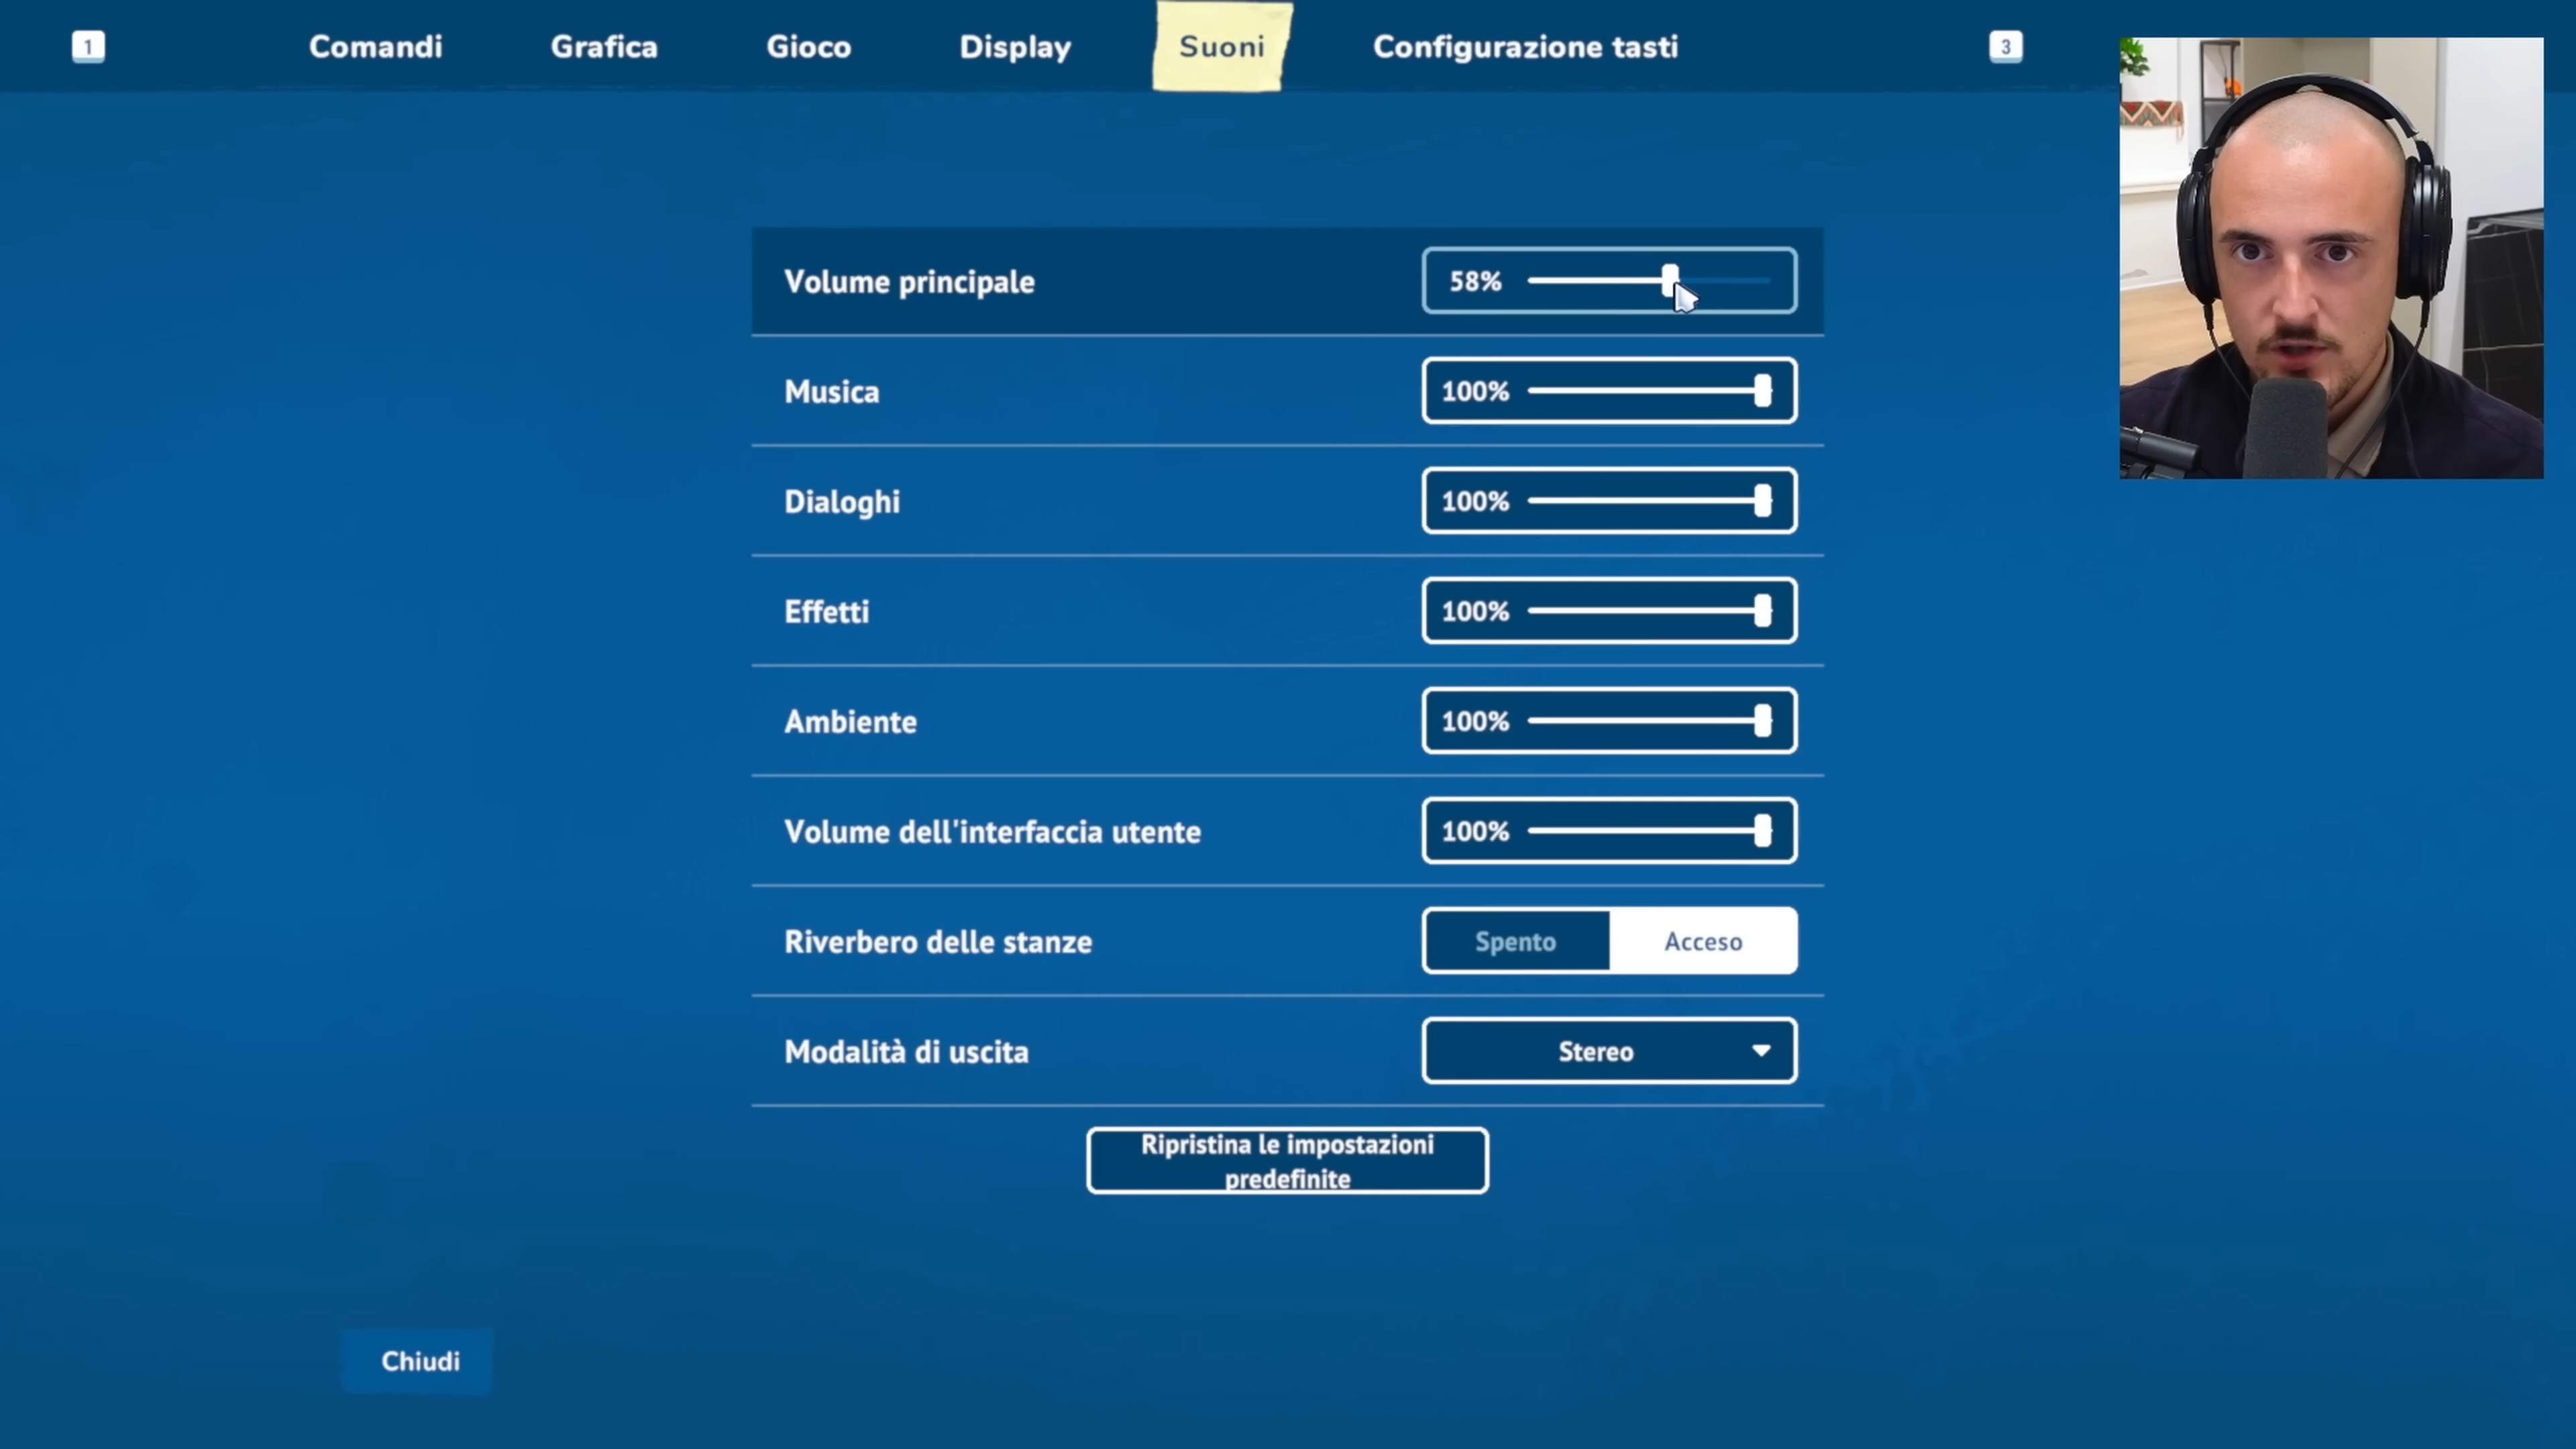 1
Comandi
Grafica
Gioco
Display
Suoni
Configurazione tasti
3
Volume principale
58%
Musica
100%
Dialoghi
100%
Effetti
100%
Ambiente
100%
Volume dell'interfaccia utente
100%
Riverbero delle stanze
Spento
Acceso
Modalità di uscita
Stereo
Ripristina le impostazioni
predefinite
Chiudi